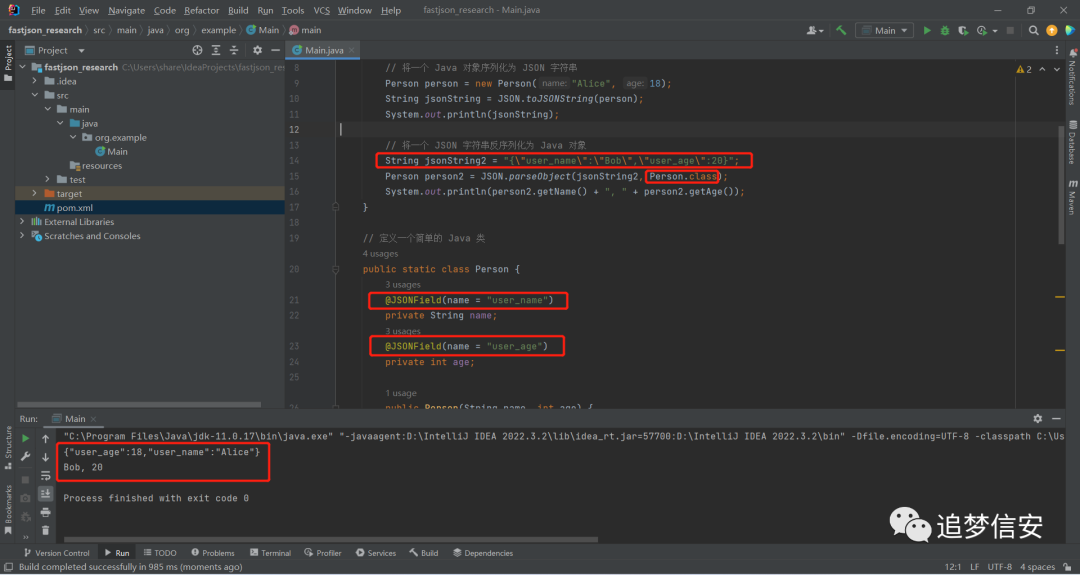 File Edit View Navigate Code Refactor Build Run Tools VCS Window Help fastjson_research - Main.java
fastjson_research > src > main > java > org > example > Main > main
Main
Project
Main.java
fastjson_research C:\Users\share\IdeaProjects\fastjson_res
.idea
src
main
java
org.example
Main
resources
test
target
pom.xml
External Libraries
Scratches and Consoles
2
8 // 将一个 Java 对象序列化为 JSON 字符串
9 Person person = new Person( name: "Alice", age: 18);
10 String jsonString = JSON.toJSONString(person);
11 System.out.println(jsonString);
12
13 // 将一个 JSON 字符串反序列化为 Java 对象
14 String jsonString2 = "{\"user_name\":\"Bob\",\"user_age\":20}";
15 Person person2 = JSON.parseObject(jsonString2, Person.class);
16 System.out.println(person2.getName() + ", " + person2.getAge());
17 }
18
19 // 定义一个简单的 Java 类
4 usages
20 public static class Person {
3 usages
21 @JSONField(name = "user_name")
22 private String name;
3 usages
23 @JSONField(name = "user_age")
24 private int age;
25
1 usage
26 public Person(String name, int age) {
Project
Structure
Bookmarks
Notifications
Database
Maven
Run: Main
"C:\Program Files\Java\jdk-11.0.17\bin\java.exe" "-javaagent:D:\IntelliJ IDEA 2022.3.2\lib\idea_rt.jar=57700:D:\IntelliJ IDEA 2022.3.2\bin" -Dfile.encoding=UTF-8 -classpath C:\Us
{"user_age":18,"user_name":"Alice"}
Bob, 20
Process finished with exit code 0
追梦信安
Version Control Run TODO Problems Terminal Profiler Services Build Dependencies
Build completed successfully in 985 ms (moments ago)
12:1 LF UTF-8 4 spaces